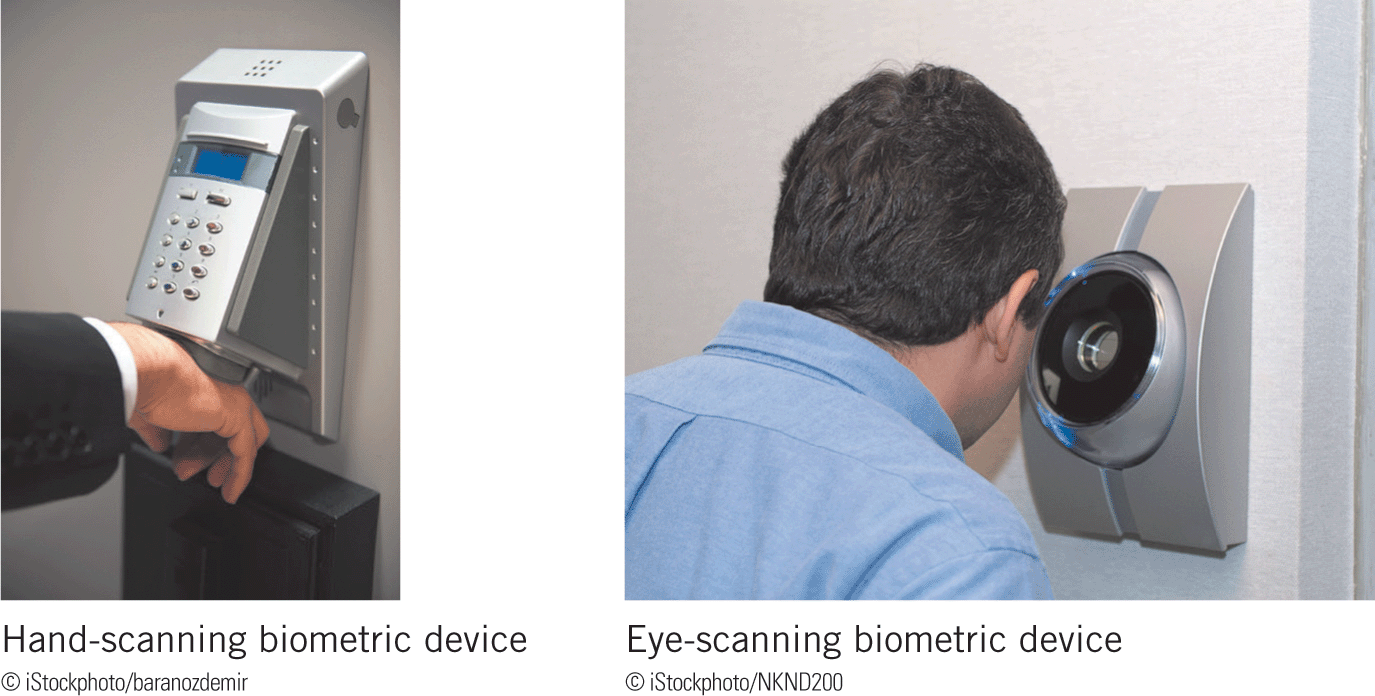 Hand-scanning biometric device
© iStockphoto/baranozdemir
Eye-scanning biometric device
© iStockphoto/NKND200